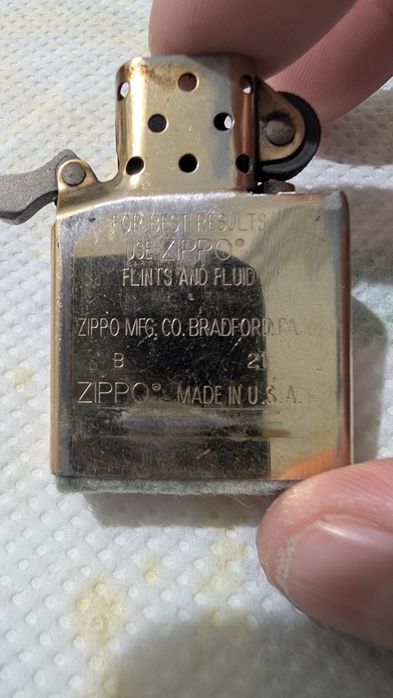 FOR BEST RESULTS
USE ZIPPO®
FLINTS AND FLUID
ZIPPO MFG. CO. BRADFORD, PA.
B 21
ZIPPO® MADE IN U.S.A.